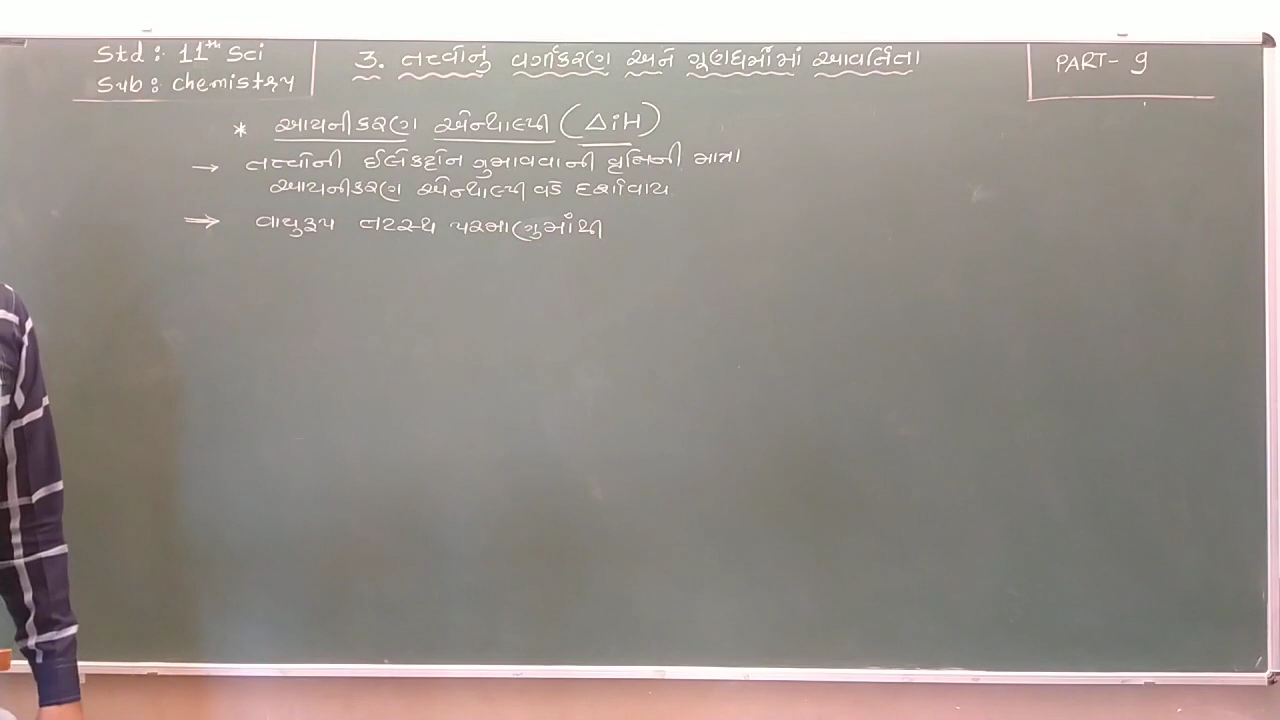 Std : 11th Sci
Sub : chemistry
3. તત્ત્વોનું વર્ગીકરણ અને ગુણધર્મોમાં આવર્તિતા
PART- 9
* આયનીકરણ એન્થાલ્પી (ΔiH)
→ તત્ત્વોની ઈલેક્ટ્રોન ગુમાવવાની વૃત્તિની માત્રા
આયનીકરણ એન્થાલ્પી વડે દર્શાવાય
⇒ વાયુરૂપ તટસ્થ પરમાણુમાંથી